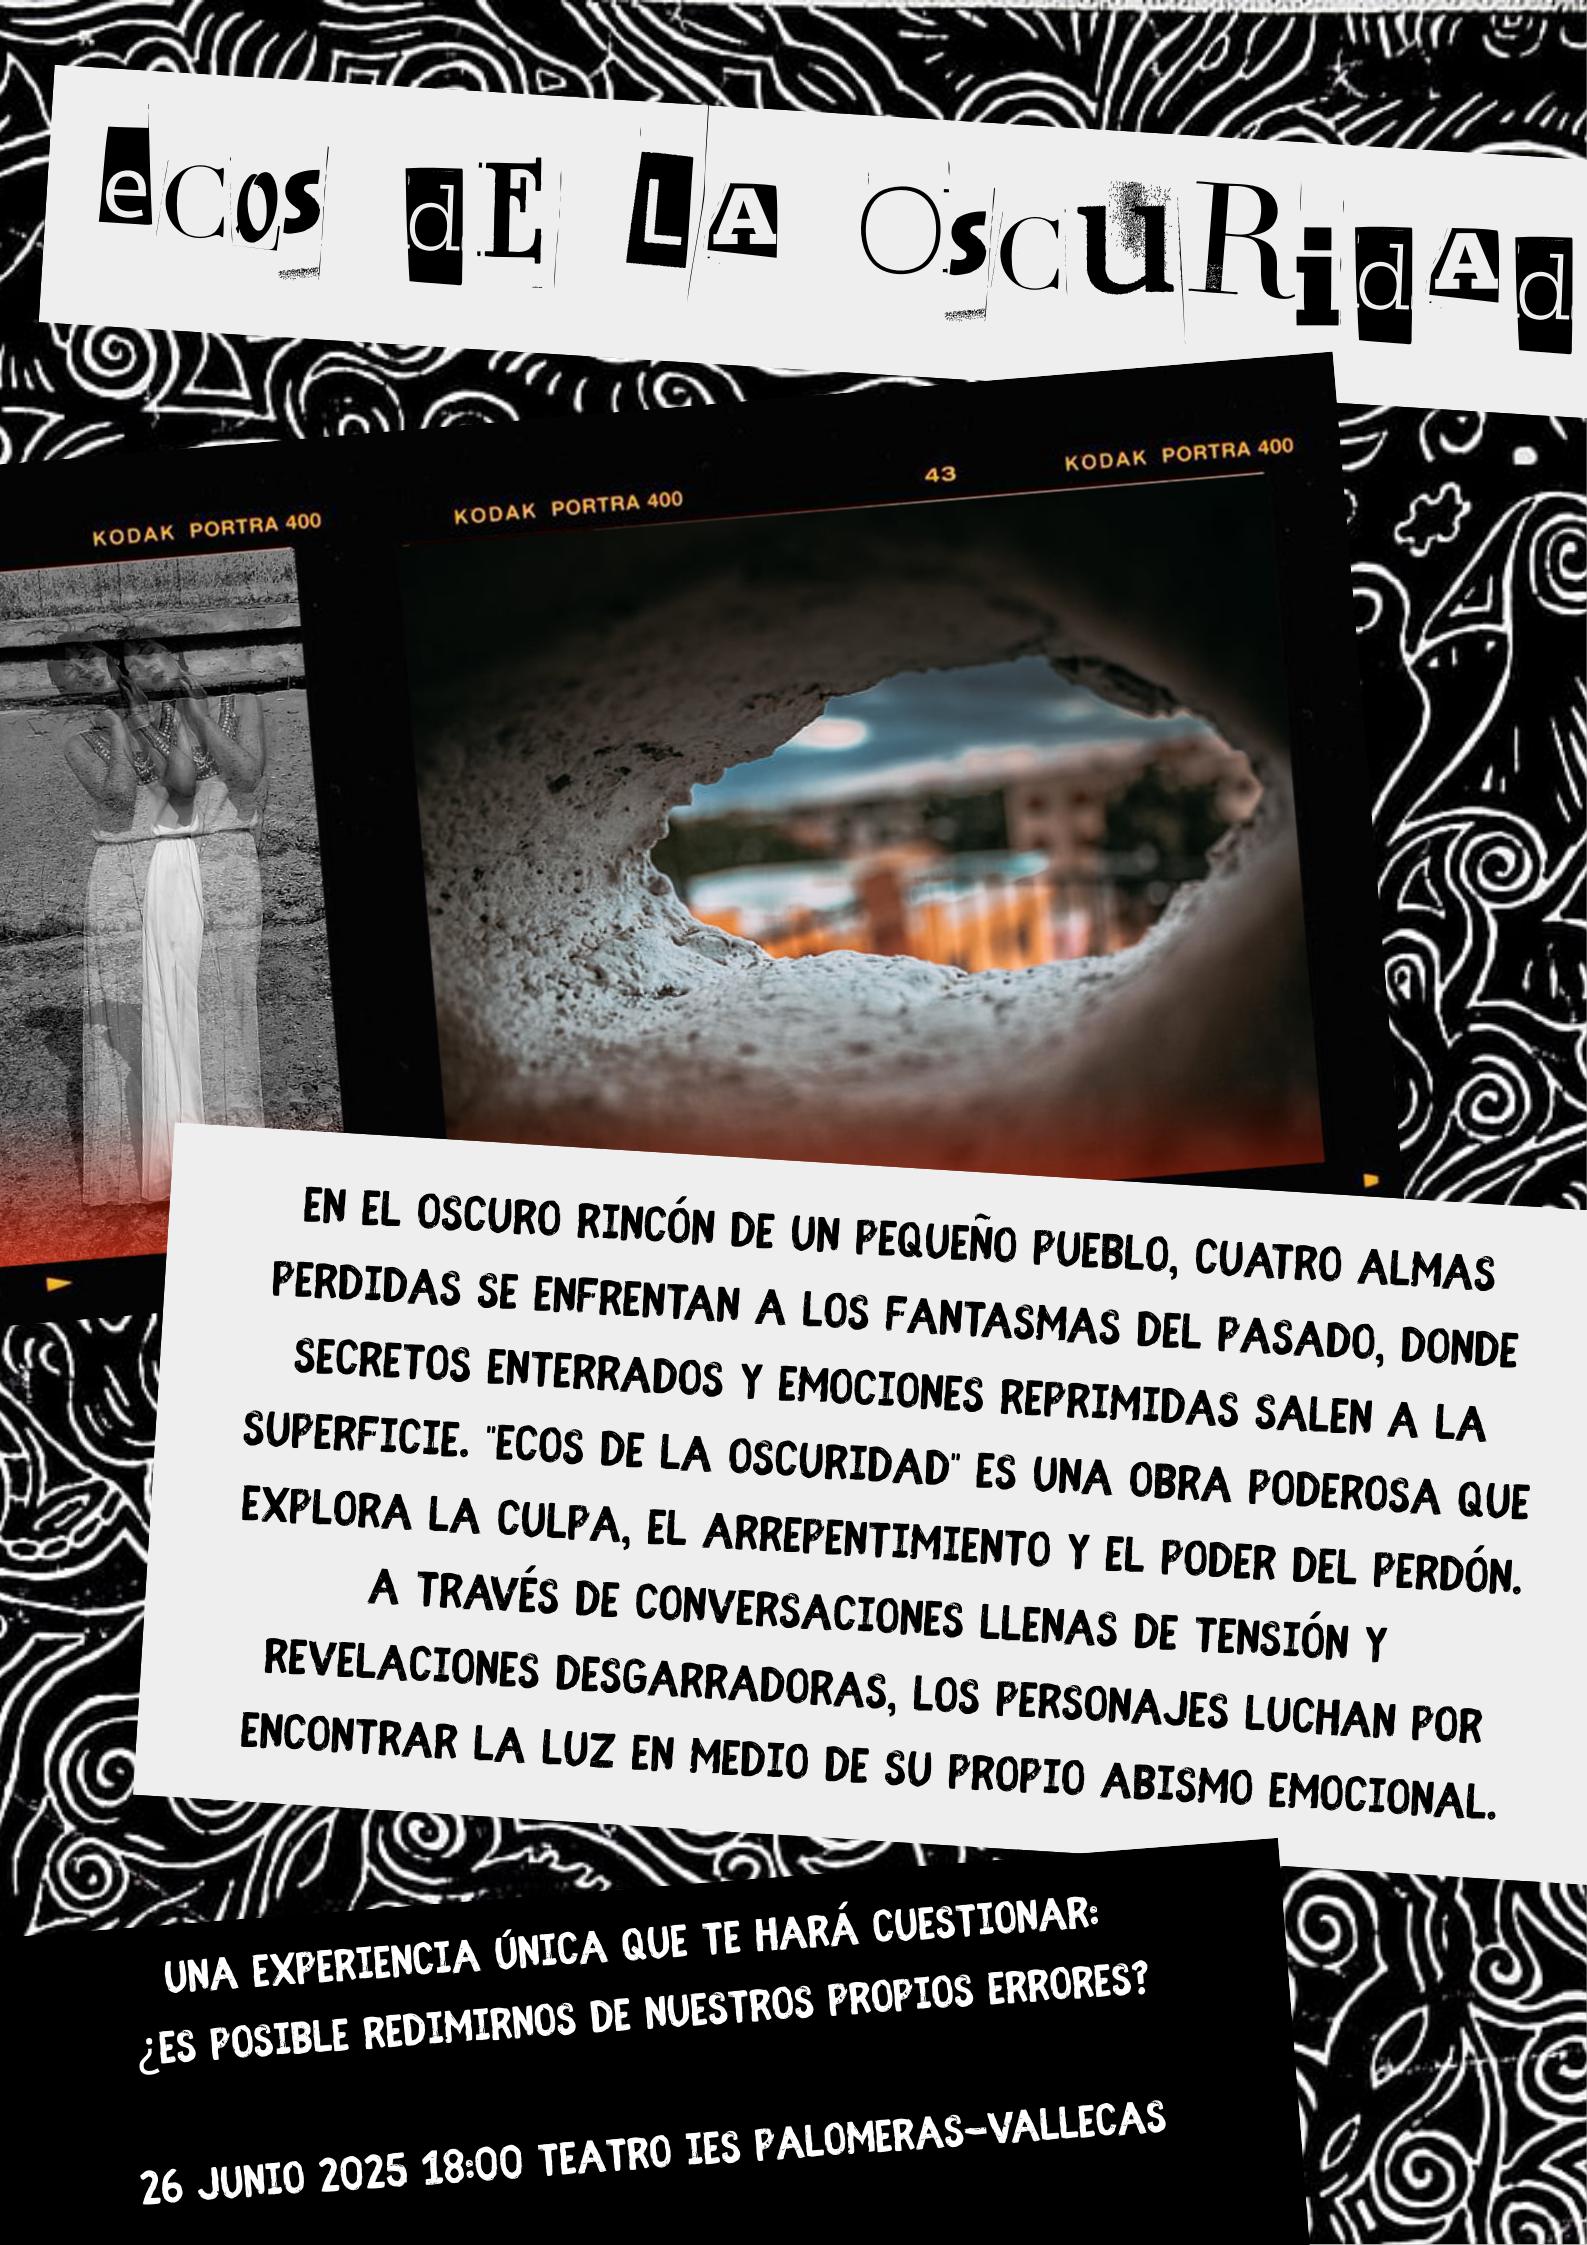 eCos dE LA OscuRidAd
KODAK PORTRA 400
KODAK PORTRA 400
43
KODAK PORTRA 400
EN EL OSCURO RINCÓN DE UN PEQUEÑO PUEBLO, CUATRO ALMAS
PERDIDAS SE ENFRENTAN A LOS FANTASMAS DEL PASADO, DONDE
SECRETOS ENTERRADOS Y EMOCIONES REPRIMIDAS SALEN A LA
SUPERFICIE. "ECOS DE LA OSCURIDAD" ES UNA OBRA PODEROSA QUE
EXPLORA LA CULPA, EL ARREPENTIMIENTO Y EL PODER DEL PERDÓN.
A TRAVÉS DE CONVERSACIONES LLENAS DE TENSIÓN Y
REVELACIONES DESGARRADORAS, LOS PERSONAJES LUCHAN POR
ENCONTRAR LA LUZ EN MEDIO DE SU PROPIO ABISMO EMOCIONAL.
UNA EXPERIENCIA ÚNICA QUE TE HARÁ CUESTIONAR:
¿ES POSIBLE REDIMIRNOS DE NUESTROS PROPIOS ERRORES?
26 JUNIO 2025 18:00 TEATRO IES PALOMERAS-VALLECAS